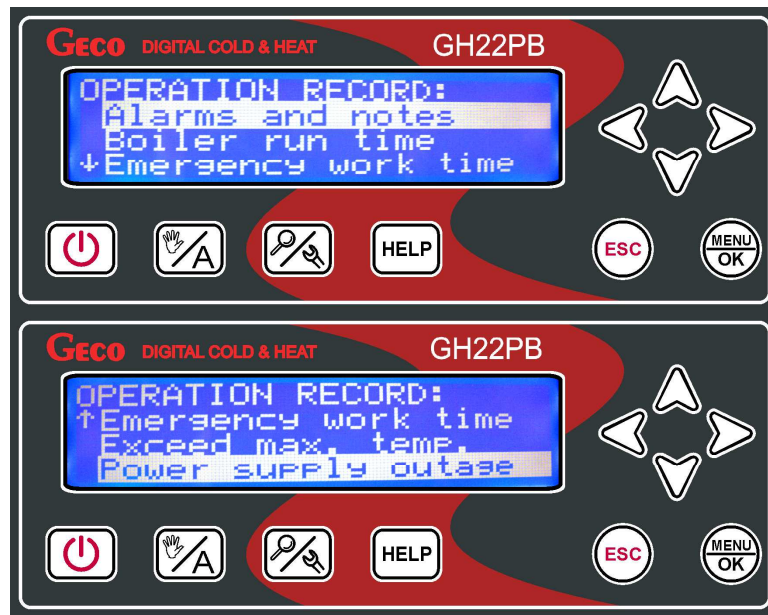 GECO DIGITAL COLD & HEAT GH22PB
OPERATION RECORD:
Alarms and notes
Boiler run time
↓Emergency work time
A HELP ESC MENU OK
GECO DIGITAL COLD & HEAT GH22PB
OPERATION RECORD:
↑Emergency work time
Exceed max. temp.
Power supply outage
A HELP ESC MENU OK